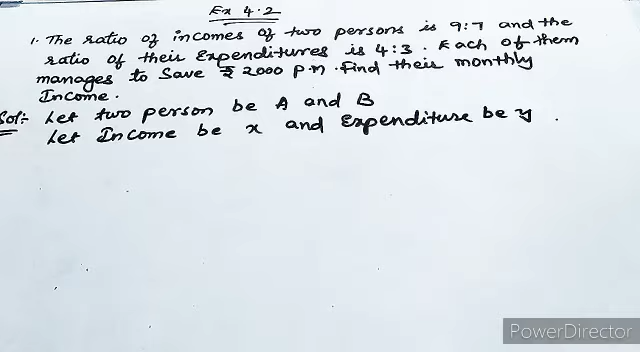 Ex 4.2
1. The ratio of incomes of two persons is 9:7 and the
ratio of their Expenditures is 4:3. Each of them
manages to Save ₹ 2000 P.M. Find their monthly
Income.
Sol:- Let two person be A and B
Let Income be x and Expenditure be y.
PowerDirector